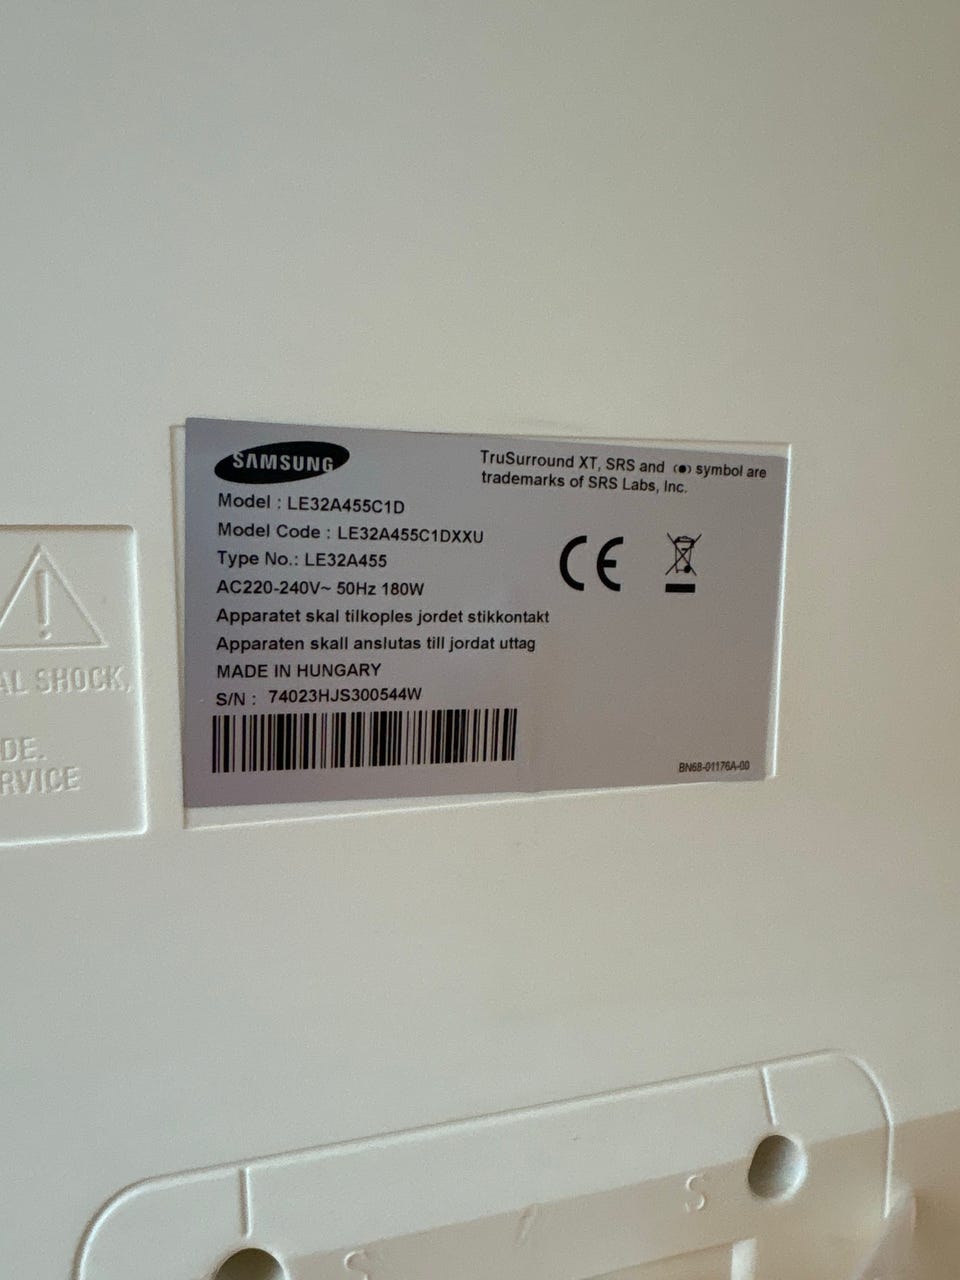 SAMSUNG
TruSurround XT, SRS and (●) symbol are
trademarks of SRS Labs, Inc.
Model : LE32A455C1D
Model Code : LE32A455C1DXXU
Type No.: LE32A455
AC220-240V~ 50Hz 180W
Apparatet skal tilkoples jordet stikkontakt
Apparaten skall anslutas till jordat uttag
MADE IN HUNGARY
S/N : 74023HJS300544W
CE
BN68-01176A-00
AL SHOCK,
DE.
RVICE
S
S